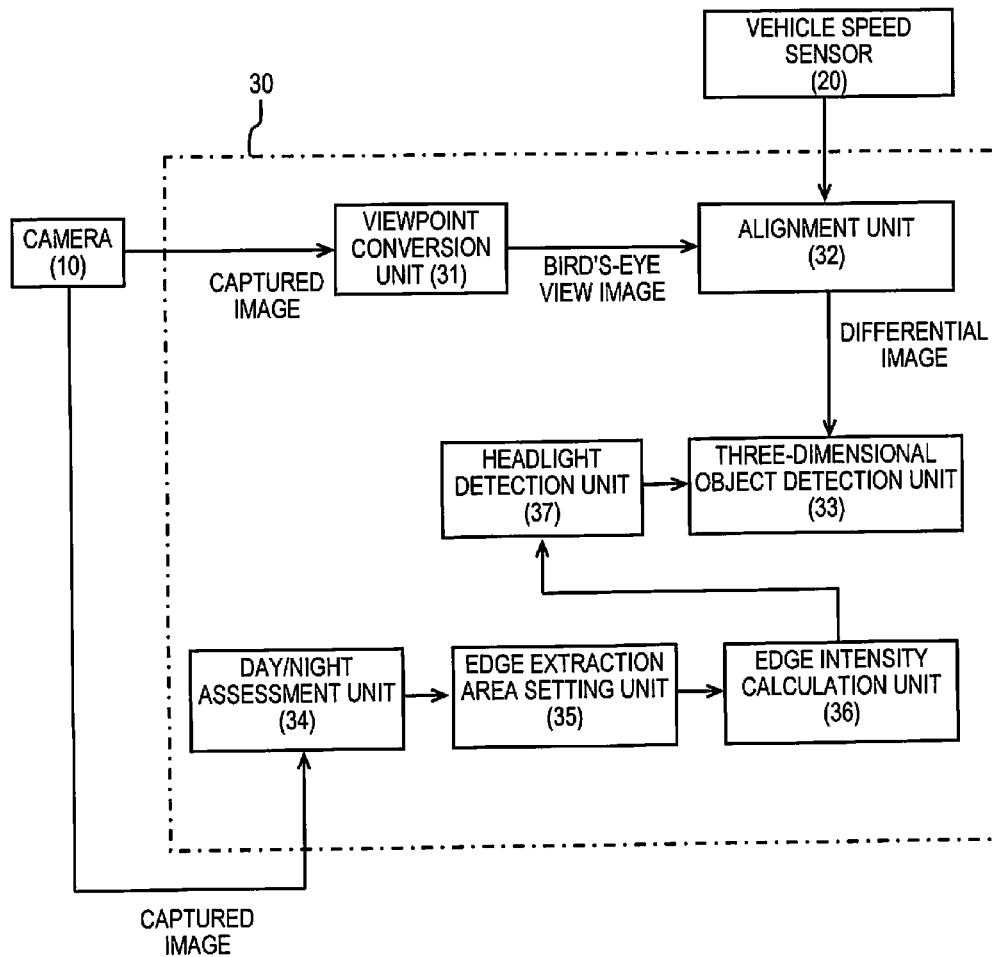 VEHICLE SPEED
SENSOR
(20)
30
CAMERA
(10)
CAPTURED
IMAGE
VIEWPOINT
CONVERSION
UNIT (31)
BIRD'S-EYE
VIEW IMAGE
ALIGNMENT UNIT
(32)
DIFFERENTIAL
IMAGE
HEADLIGHT
DETECTION UNIT
(37)
THREE-DIMENSIONAL
OBJECT DETECTION UNIT
(33)
DAY/NIGHT
ASSESSMENT UNIT
(34)
EDGE EXTRACTION
AREA SETTING UNIT
(35)
EDGE INTENSITY
CALCULATION UNIT
(36)
CAPTURED
IMAGE